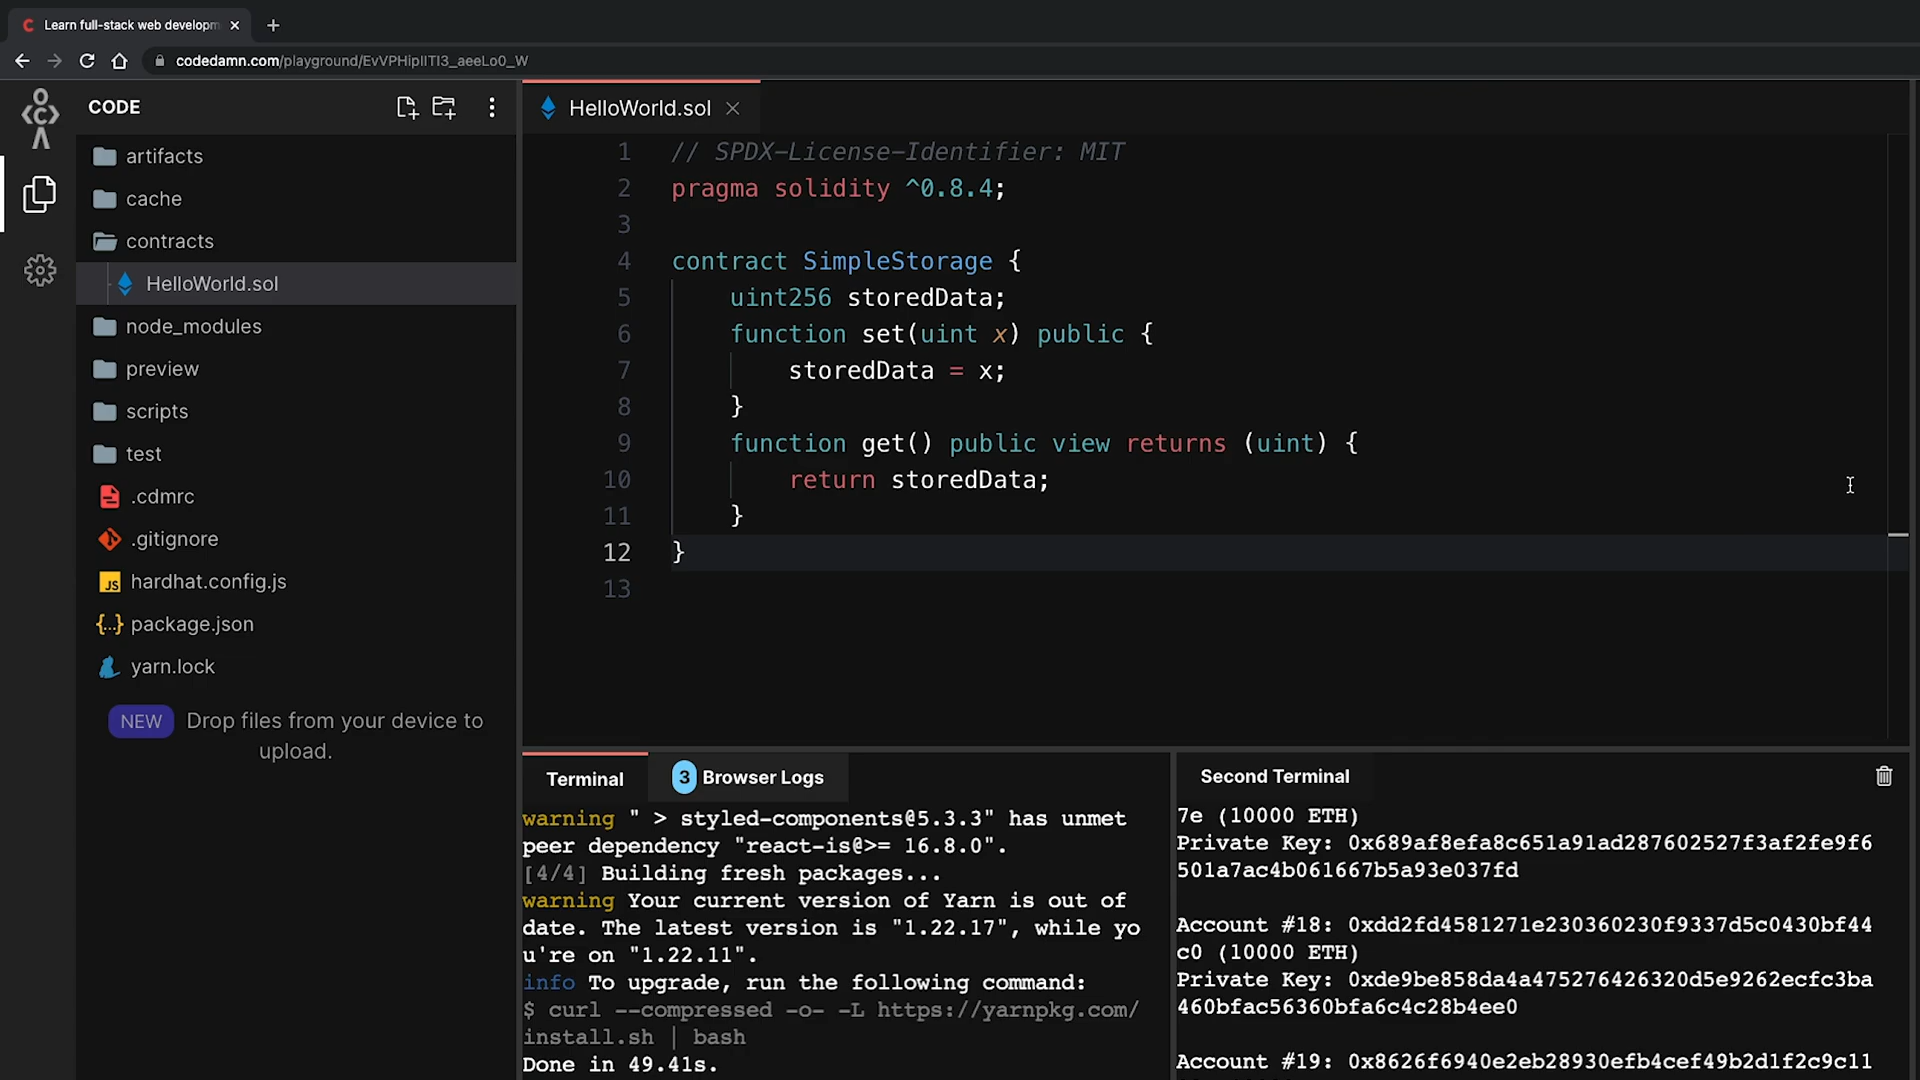 Learn full-stack web developm
codedamn.com/playground/EvVPHipIITI3_aeeLo0_W
CODE
artifacts
cache
contracts
HelloWorld.sol
node_modules
preview
scripts
test
.cdmrc
.gitignore
JS hardhat.config.js
{..} package.json
yarn.lock
NEW Drop files from your device to
upload.
HelloWorld.sol
1 // SPDX-License-Identifier: MIT
2 pragma solidity ^0.8.4;
3
4 contract SimpleStorage {
5 uint256 storedData;
6 function set(uint x) public {
7 storedData = x;
8 }
9 function get() public view returns (uint) {
10 return storedData;
11 }
12 }
13
Terminal
3 Browser Logs
warning " > styled-components@5.3.3" has unmet
peer dependency "react-is@>= 16.8.0".
[4/4] Building fresh packages...
warning Your current version of Yarn is out of
date. The latest version is "1.22.17", while yo
u're on "1.22.11".
info To upgrade, run the following command:
$ curl --compressed -o- -L https://yarnpkg.com/
install.sh | bash
Done in 49.41s.
Second Terminal
7e (10000 ETH)
Private Key: 0x689af8efa8c651a91ad287602527f3af2fe9f6
501a7ac4b061667b5a93e037fd
Account #18: 0xdd2fd4581271e230360230f9337d5c0430bf44
c0 (10000 ETH)
Private Key: 0xde9be858da4a475276426320d5e9262ecfc3ba
460bfac56360bfa6c4c28b4ee0
Account #19: 0x8626f6940e2eb28930efb4cef49b2d1f2c9c11